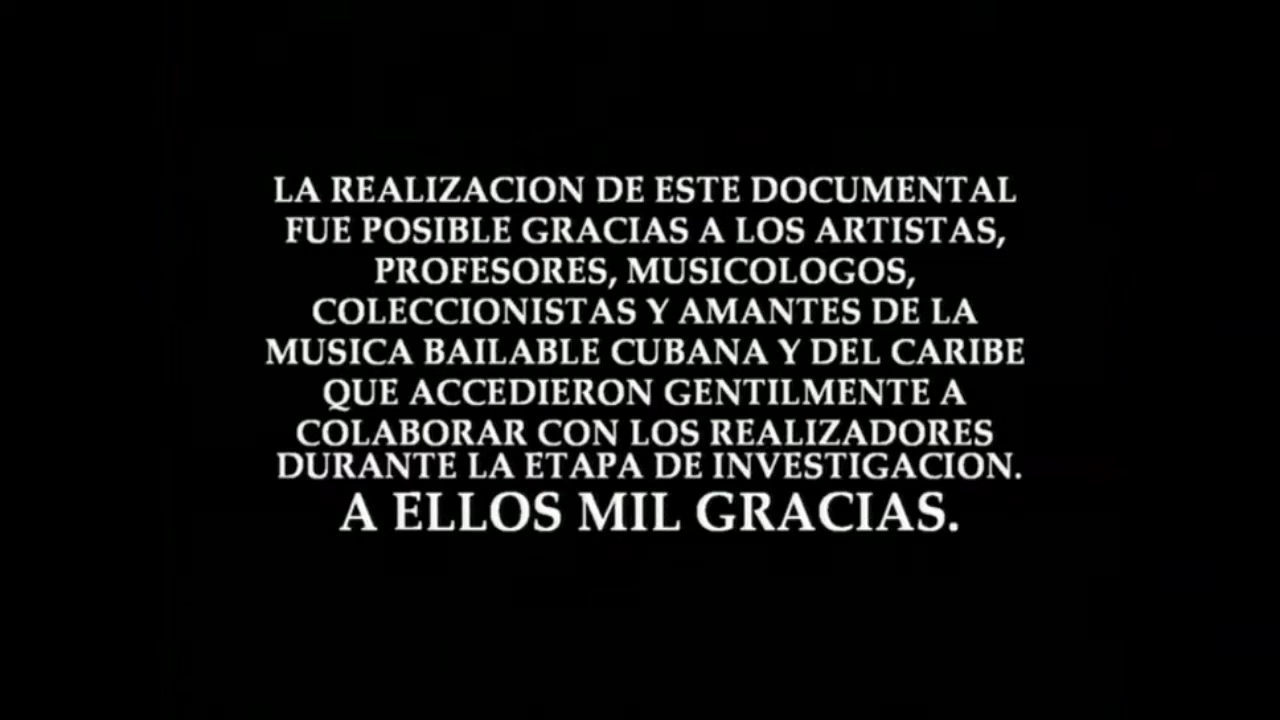 LA REALIZACION DE ESTE DOCUMENTAL
FUE POSIBLE GRACIAS A LOS ARTISTAS,
PROFESORES, MUSICOLOGOS,
COLECCIONISTAS Y AMANTES DE LA
MUSICA BAILABLE CUBANA Y DEL CARIBE
QUE ACCEDIERON GENTILMENTE A
COLABORAR CON LOS REALIZADORES
DURANTE LA ETAPA DE INVESTIGACION.
A ELLOS MIL GRACIAS.